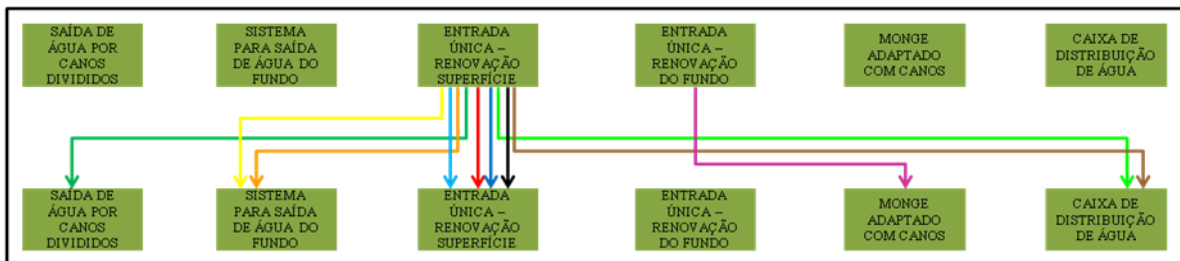 SAÍDA DE
ÁGUA POR
CANOS
DIVIDIDOS
SISTEMA
PARA SAÍDA
DE ÁGUA DO
FUNDO
ENTRADA
ÚNICA –
RENOVAÇÃO
SUPERFÍCIE
ENTRADA
ÚNICA –
RENOVAÇÃO
DO FUNDO
MONGE
ADAPTADO
COM CANOS
CAIXA DE
DISTRIBUIÇÃO
DE ÁGUA
SAÍDA DE
ÁGUA POR
CANOS
DIVIDIDOS
SISTEMA
PARA SAÍDA
DE ÁGUA DO
FUNDO
ENTRADA
ÚNICA –
RENOVAÇÃO
SUPERFÍCIE
ENTRADA
ÚNICA –
RENOVAÇÃO
DO FUNDO
MONGE
ADAPTADO
COM CANOS
CAIXA DE
DISTRIBUIÇÃO
DE ÁGUA